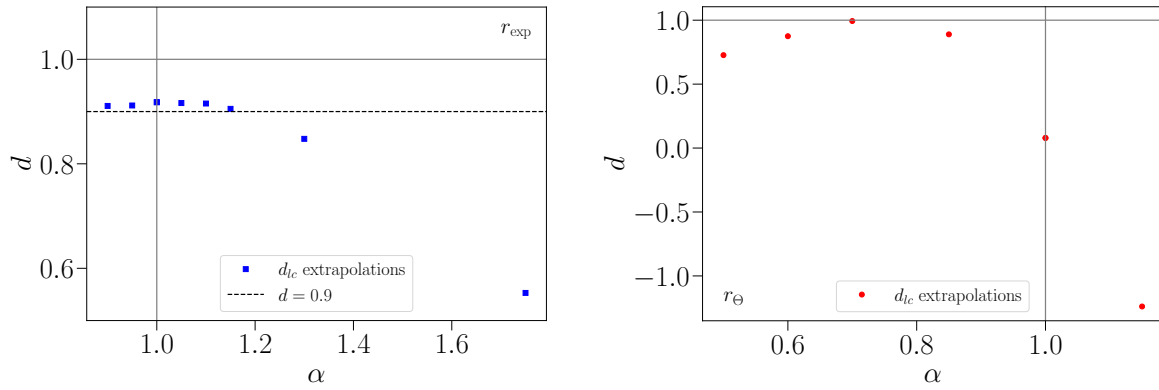 r_exp
1.0
0.8
0.6
d
d_lc extrapolations
d = 0.9
1.0
1.2
1.4
1.6
α
1.0
0.5
0.0
−0.5
−1.0
d
r_Θ
d_lc extrapolations
0.6
0.8
1.0
α